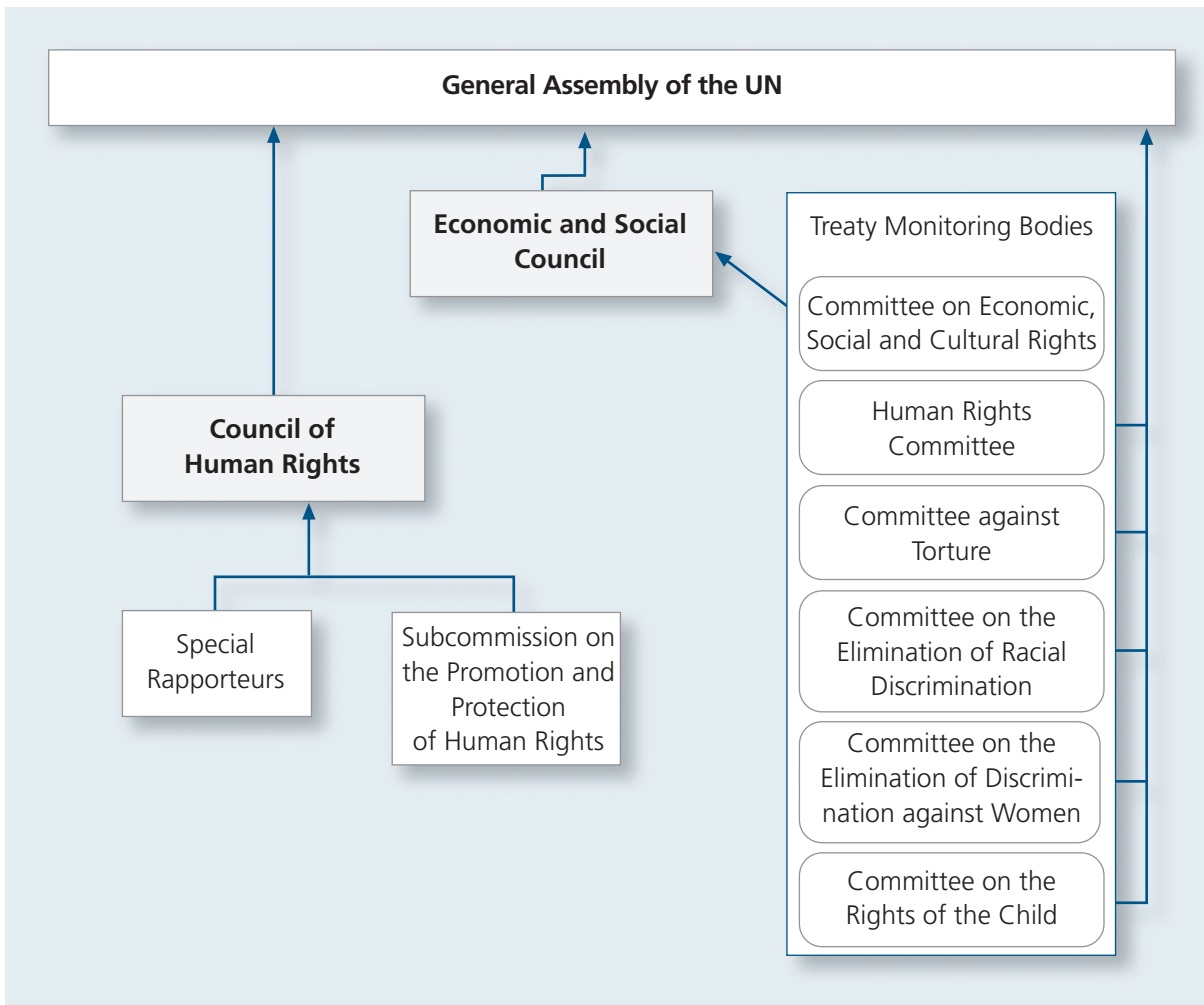 General Assembly of the UN
Economic and Social
Council
Treaty Monitoring Bodies
Committee on Economic,
Social and Cultural Rights
Human Rights
Committee
Committee against
Torture
Committee on the
Elimination of Racial
Discrimination
Committee on the
Elimination of Discrimi-
nation against Women
Committee on the
Rights of the Child
Council of
Human Rights
Special
Rapporteurs
Subcommission on
the Promotion and
Protection
of Human Rights